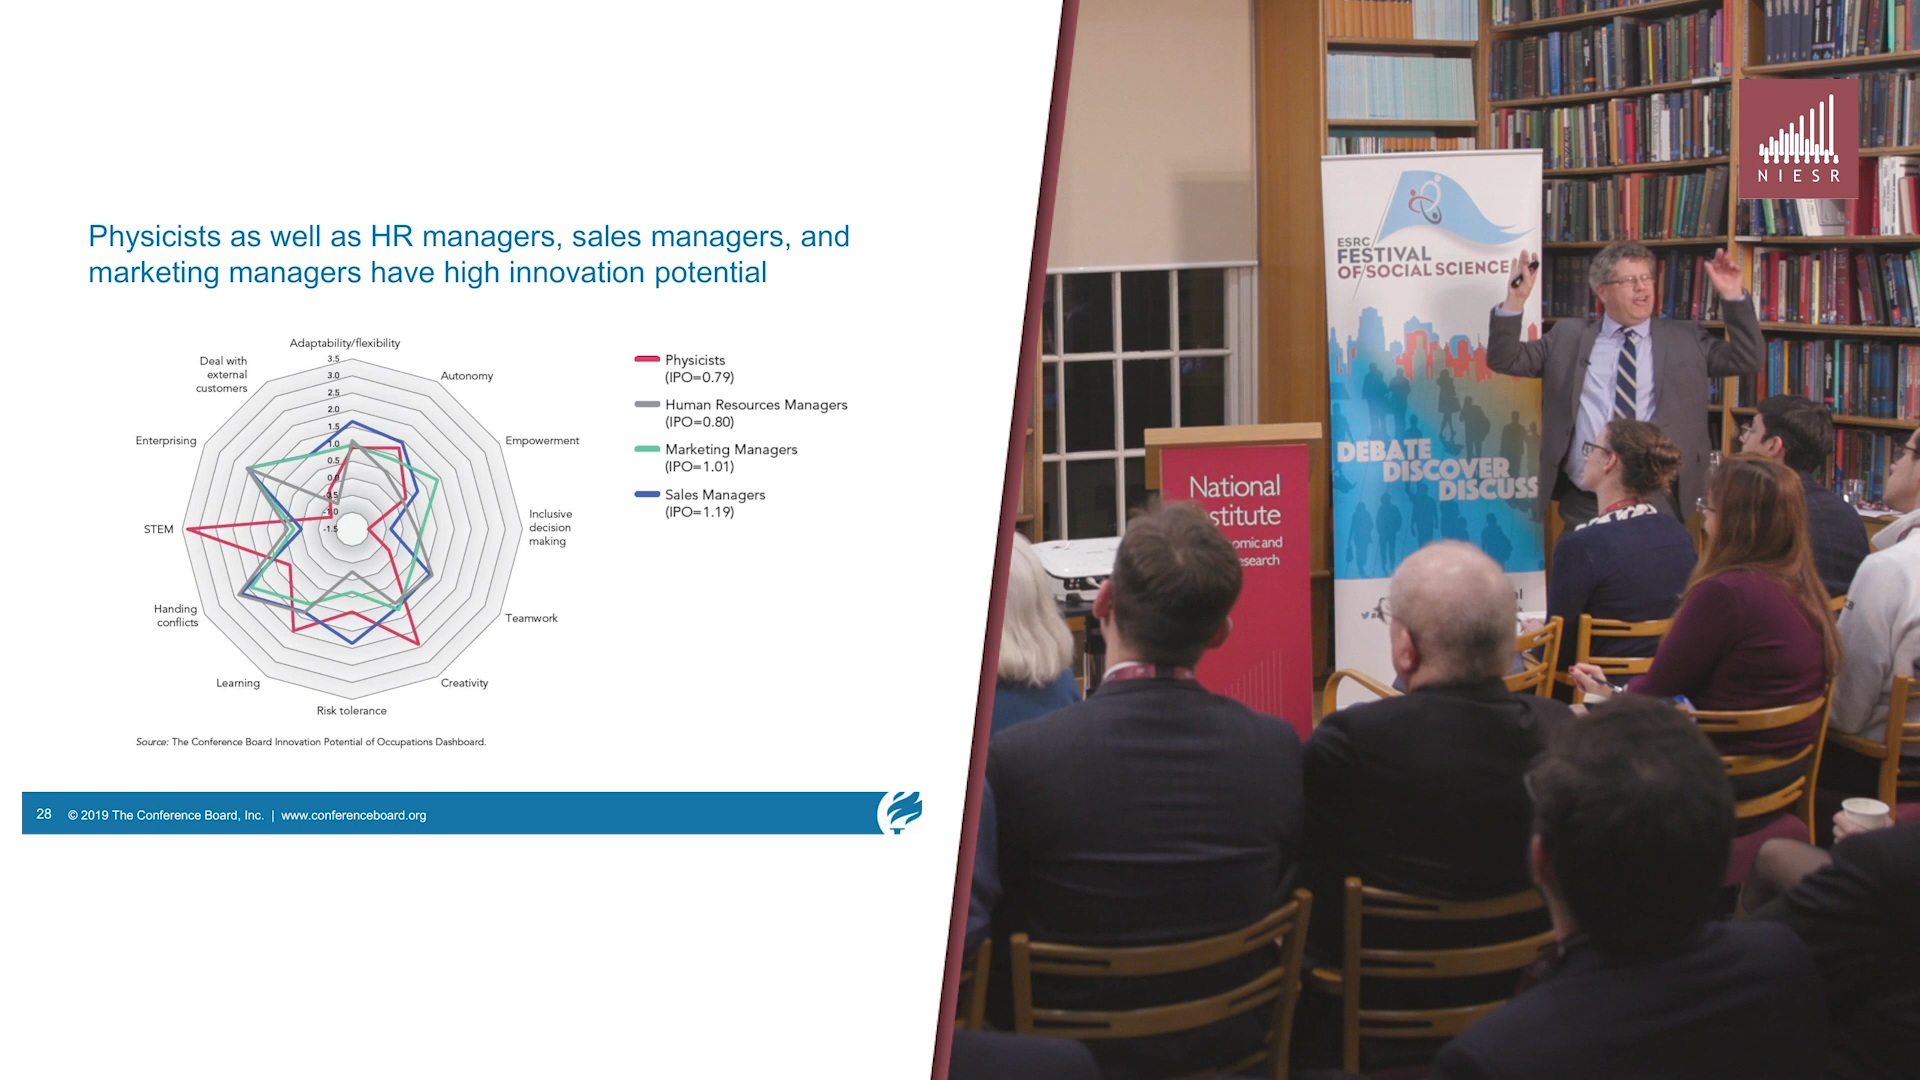 Physicists as well as HR managers, sales managers, and
marketing managers have high innovation potential
Adaptability/flexibility
Autonomy
Empowerment
Inclusive
decision
making
Teamwork
Creativity
Risk tolerance
Learning
Handing
conflicts
STEM
Enterprising
Deal with
external
customers
3.5
3.0
2.5
2.0
1.5
1.0
0.5
0.0
-0.5
-1.0
-1.5
Physicists
(IPO=0.79)
Human Resources Managers
(IPO=0.80)
Marketing Managers
(IPO=1.01)
Sales Managers
(IPO=1.19)
Source: The Conference Board Innovation Potential of Occupations Dashboard.
28 © 2019 The Conference Board, Inc. | www.conferenceboard.org
NIESR
ESRC
FESTIVAL
OF SOCIAL SCIENCE
DEBATE
DISCOVER
DISCUSS
National
stitute
omic and
esearch